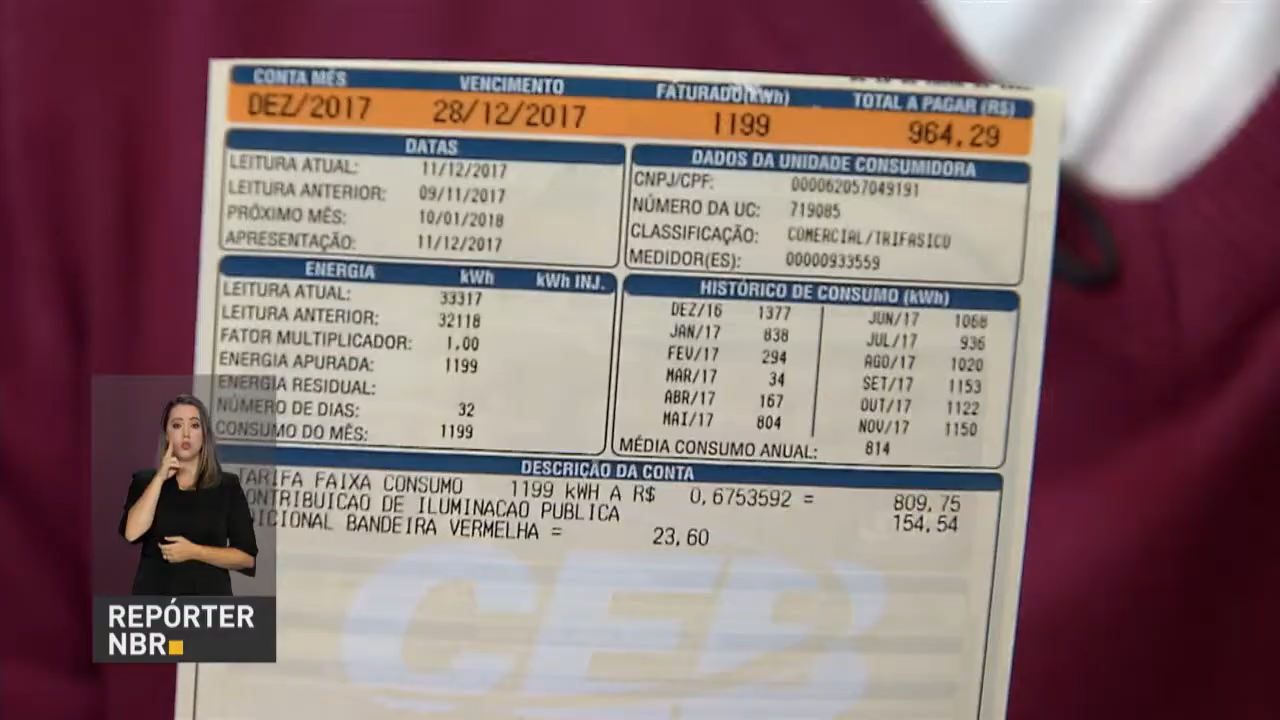 CONTA MÊS VENCIMENTO FATURADO(kWh) TOTAL A PAGAR (R$)
DEZ/2017 28/12/2017 1199 964,29
DATAS
LEITURA ATUAL: 11/12/2017
LEITURA ANTERIOR: 09/11/2017
PRÓXIMO MÊS: 10/01/2018
APRESENTAÇÃO: 11/12/2017
DADOS DA UNIDADE CONSUMIDORA
CNPJ/CPF: 000062057049191
NÚMERO DA UC: 719085
CLASSIFICAÇÃO: COMERCIAL/TRIFASICO
MEDIDOR(ES): 00000933559
ENERGIA kWh kWh INJ.
LEITURA ATUAL: 33317
LEITURA ANTERIOR: 32118
FATOR MULTIPLICADOR: 1,00
ENERGIA APURADA: 1199
ENERGIA RESIDUAL:
NÚMERO DE DIAS: 32
CONSUMO DO MÊS: 1199
HISTÓRICO DE CONSUMO (kWh)
DEZ/16 1377 JUN/17 1068
JAN/17 838 JUL/17 936
FEV/17 294 AGO/17 1020
MAR/17 34 SET/17 1153
ABR/17 167 OUT/17 1122
MAI/17 804 NOV/17 1150
MÉDIA CONSUMO ANUAL: 814
DESCRIÇÃO DA CONTA
TARIFA FAIXA CONSUMO 1199 kWH A R$ 0,6753592 = 809,75
ONTRIBUICAO DE ILUMINACAO PUBLICA 154,54
ICIONAL BANDEIRA VERMELHA = 23,60
CEB
REPÓRTER
NBR